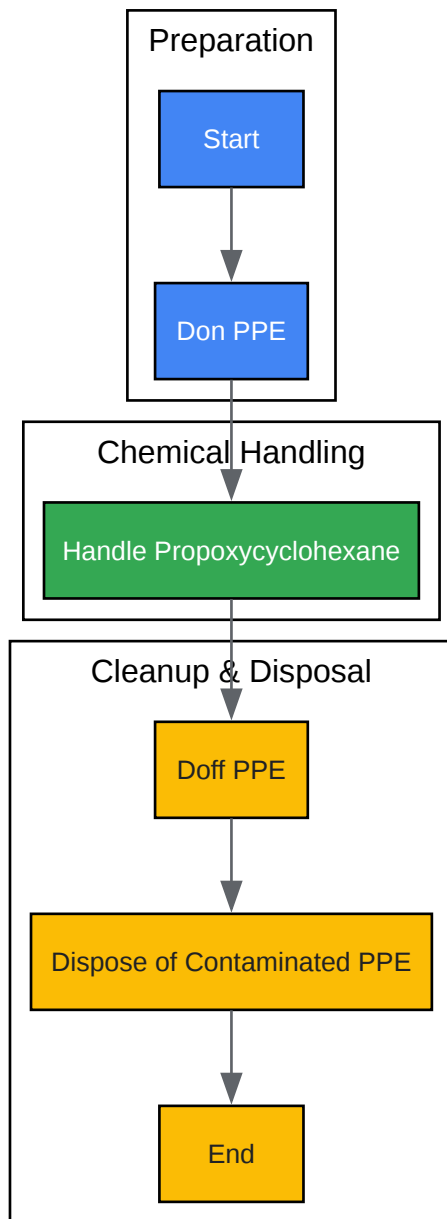 Preparation
Start
Don PPE
Chemical Handling
Handle Propoxycyclohexane
Cleanup & Disposal
Doff PPE
Dispose of Contaminated PPE
End